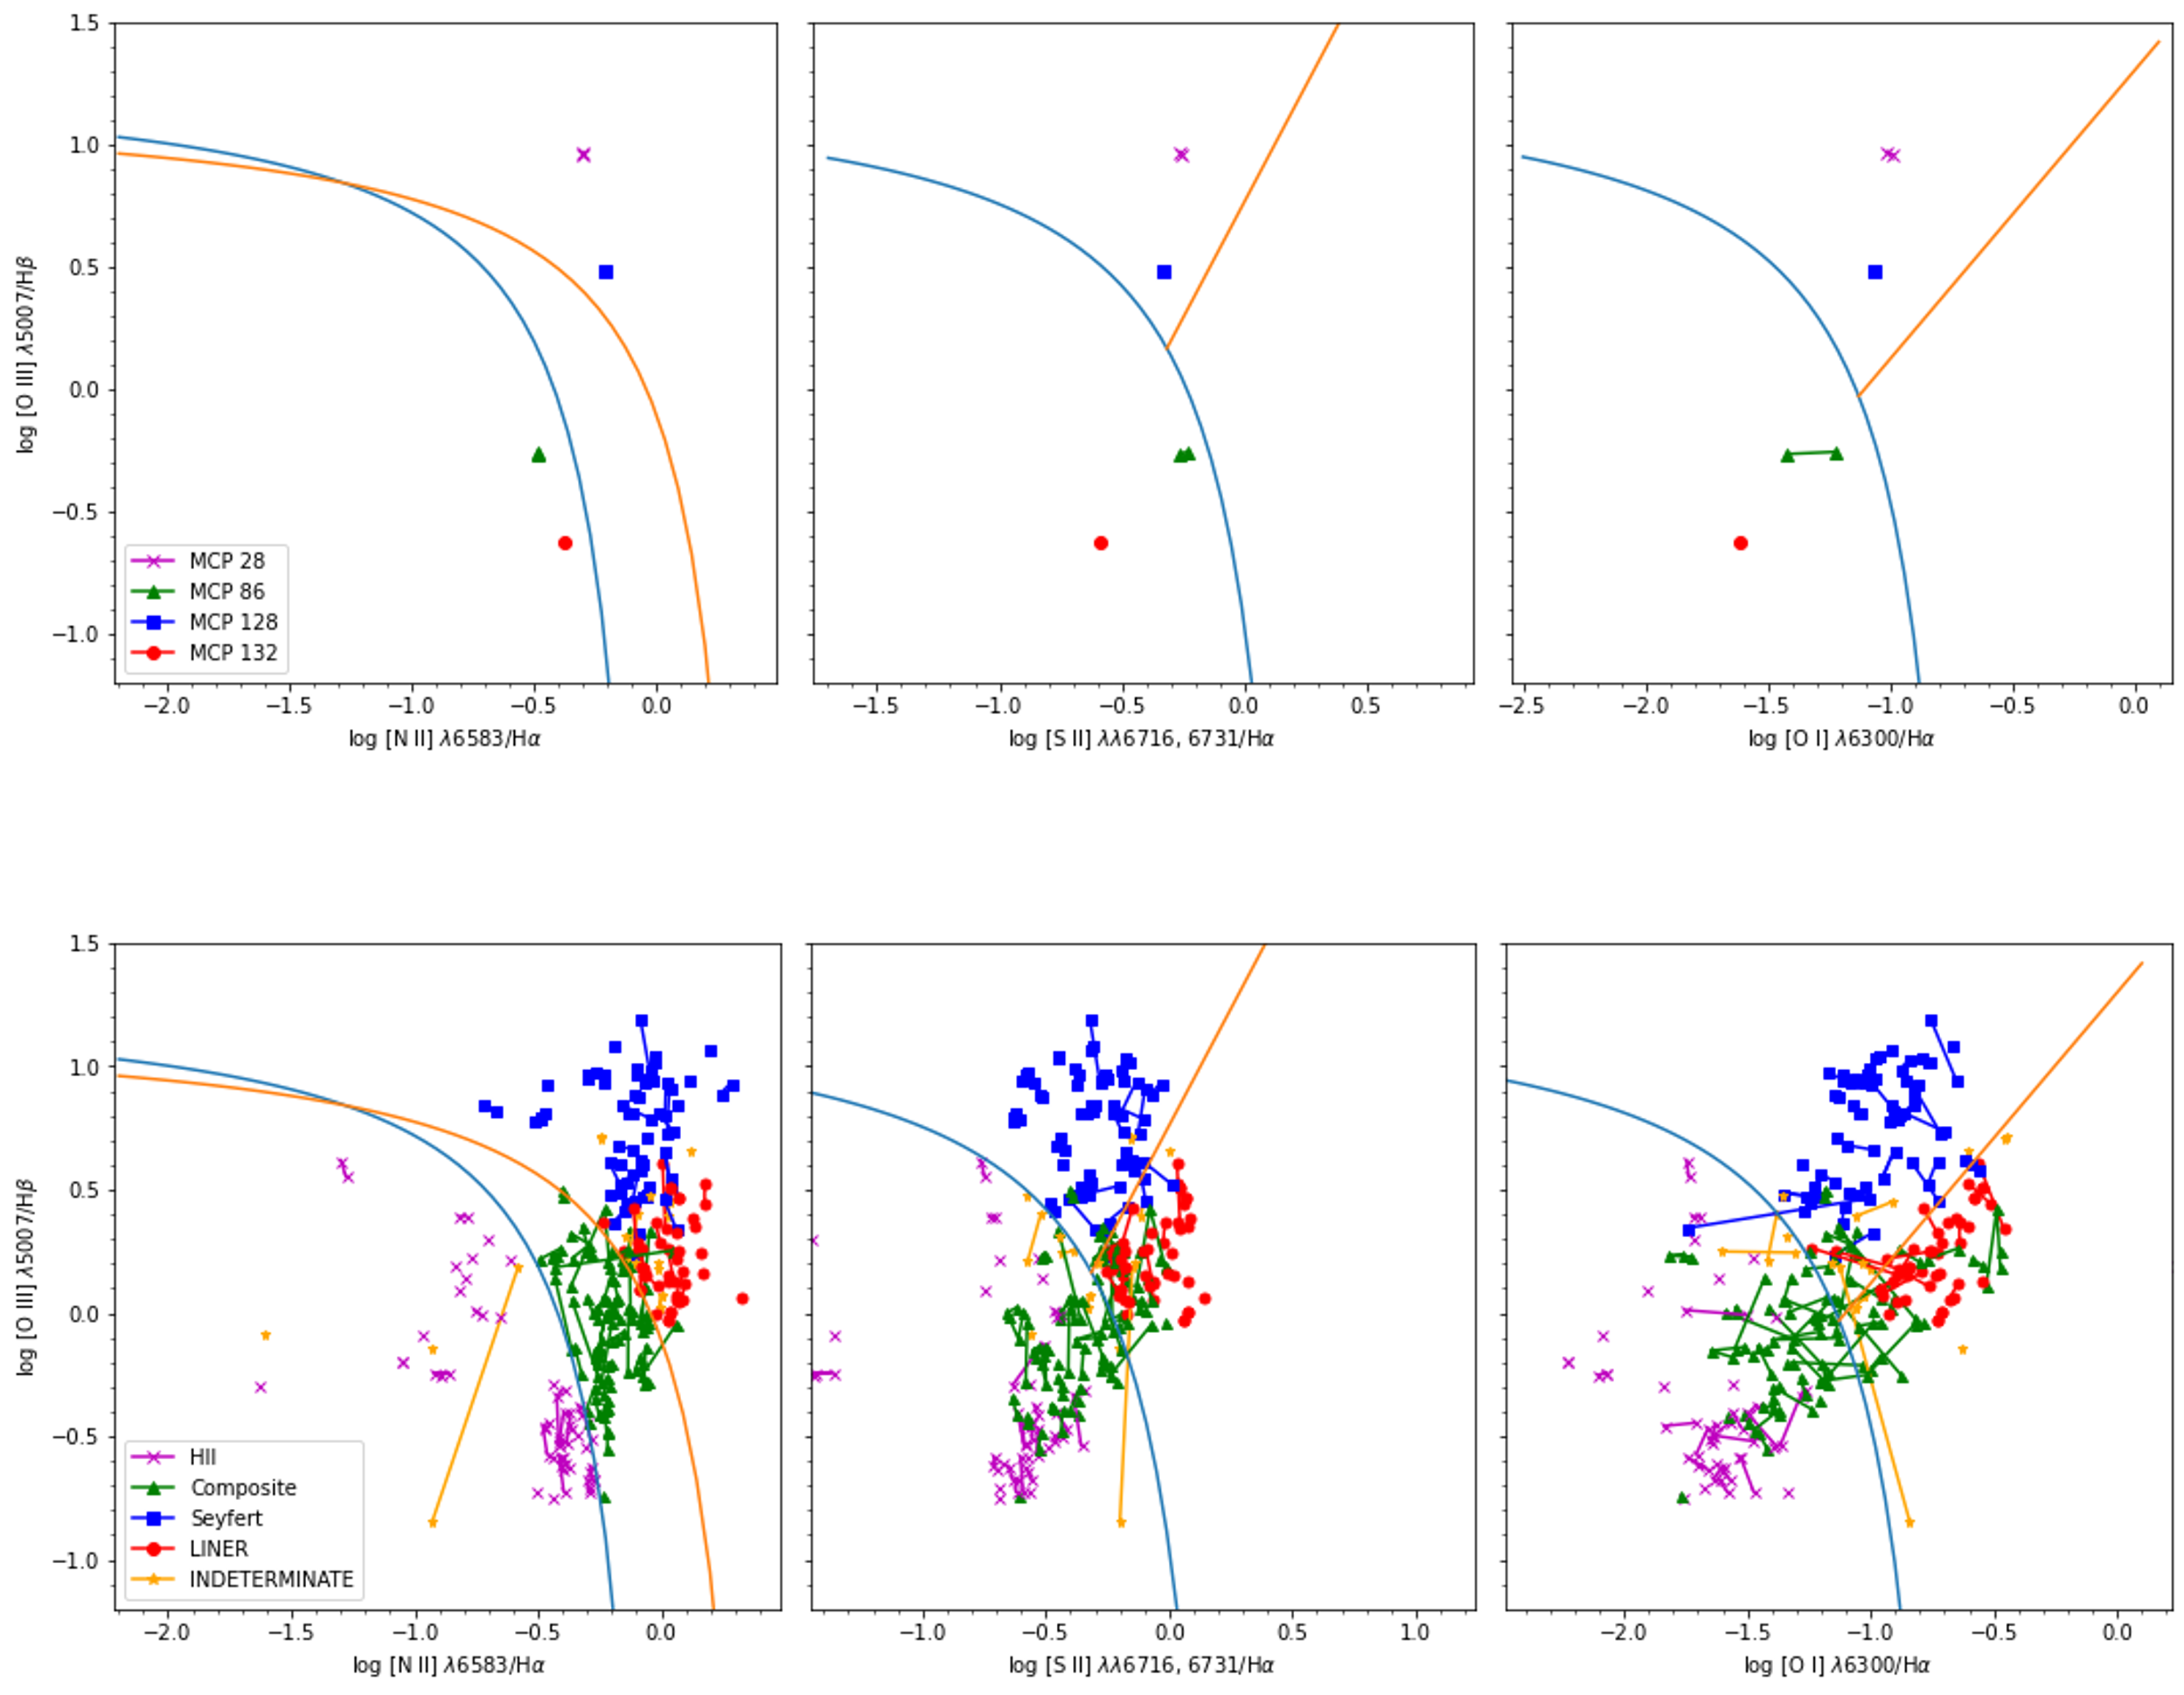 1.5
1.0
0.5
0.0
−0.5
−1.0
log [O III] λ5007/Hβ
MCP 28
MCP 86
MCP 128
MCP 132
−2.0 −1.5 −1.0 −0.5 0.0
log [N II] λ6583/Hα
−1.5 −1.0 −0.5 0.0 0.5
log [S II] λλ6716, 6731/Hα
−2.5 −2.0 −1.5 −1.0 −0.5 0.0
log [O I] λ6300/Hα
1.5
1.0
0.5
0.0
−0.5
−1.0
log [O III] λ5007/Hβ
HII
Composite
Seyfert
LINER
INDETERMINATE
−2.0 −1.5 −1.0 −0.5 0.0
log [N II] λ6583/Hα
−1.0 −0.5 0.0 0.5 1.0
log [S II] λλ6716, 6731/Hα
−2.0 −1.5 −1.0 −0.5 0.0
log [O I] λ6300/Hα